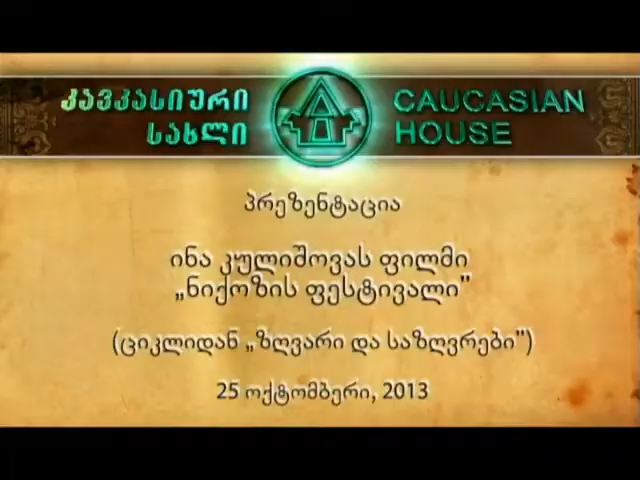 კავკასიური
სახლი
CAUCASIAN
HOUSE
პრეზენტაცია
ინა კულიშოვას ფილმი
„ნიქოზის ფესტივალი”
(ციკლიდან „ზღვარი და საზღვრები”)
25 ოქტომბერი, 2013